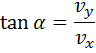 tan α = v_y / v_x